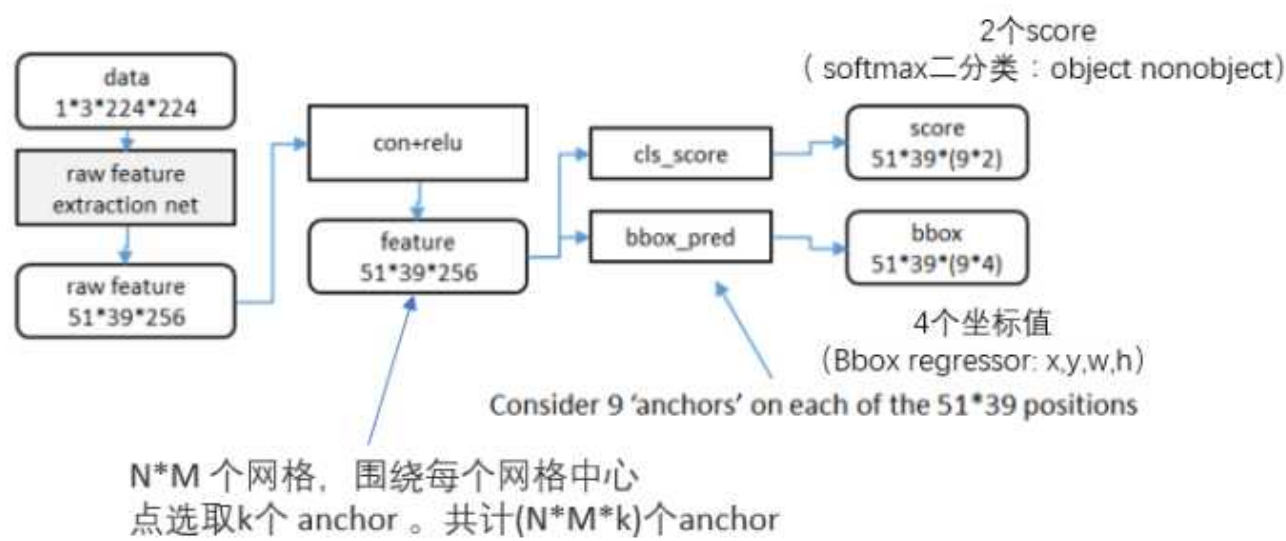 data
1*3*224*224
raw feature
extraction net
raw feature
51*39*256
con+relu
feature
51*39*256
cls_score
bbox_pred
2个score
（ softmax二分类：object nonobject）
score
51*39*(9*2)
bbox
51*39*(9*4)
4个坐标值
（Bbox regressor: x,y,w,h）
Consider 9 'anchors' on each of the 51*39 positions
N*M 个网格，围绕每个网格中心
点选取k个 anchor 。共计(N*M*k)个anchor